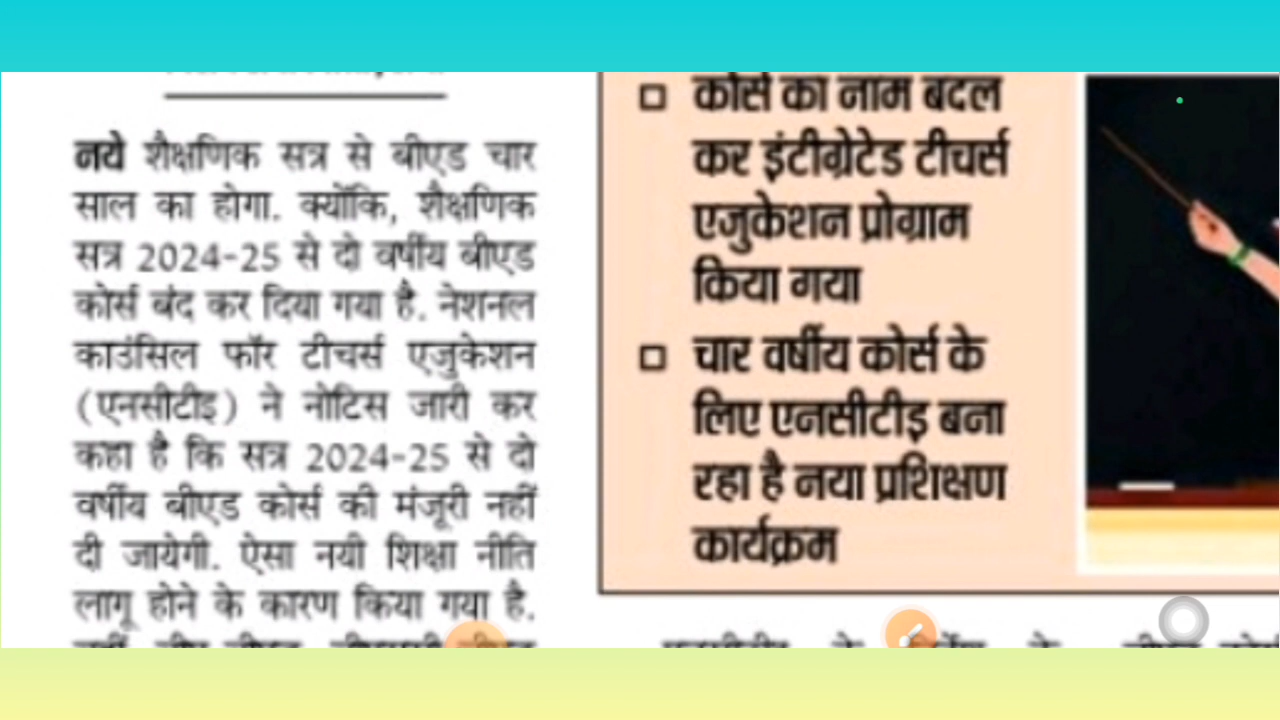 नये शैक्षणिक सत्र से बीएड चार
साल का होगा. क्योंकि, शैक्षणिक
सत्र 2024-25 से दो वर्षीय बीएड
कोर्स बंद कर दिया गया है. नेशनल
काउंसिल फॉर टीचर्स एजुकेशन
(एनसीटीइ) ने नोटिस जारी कर
कहा है कि सत्र 2024-25 से दो
वर्षीय बीएड कोर्स की मंजूरी नहीं
दी जायेगी. ऐसा नयी शिक्षा नीति
लागू होने के कारण किया गया है.
कोर्स का नाम बदल
कर इंटीग्रेटेड टीचर्स
एजुकेशन प्रोग्राम
किया गया
चार वर्षीय कोर्स के
लिए एनसीटीइ बना
रहा है नया प्रशिक्षण
कार्यक्रम